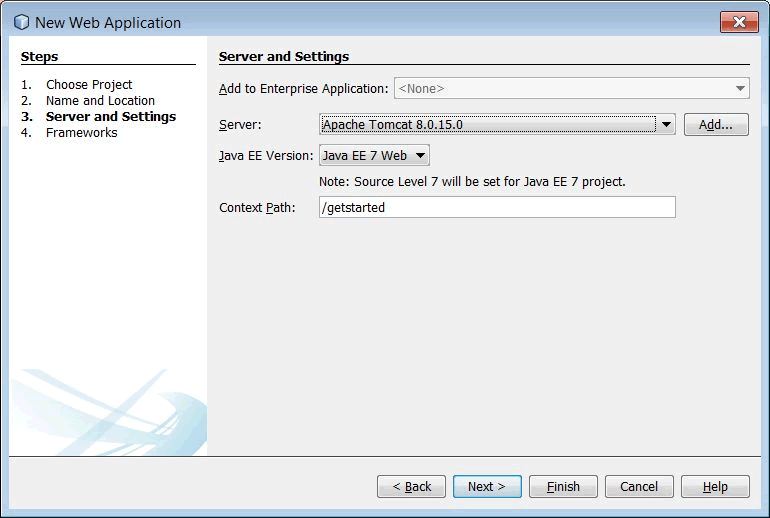 New Web Application
Steps
1. Choose Project
2. Name and Location
3. Server and Settings
4. Frameworks
Server and Settings
Add to Enterprise Application: <None>
Server: Apache Tomcat 8.0.15.0 Add...
Java EE Version: Java EE 7 Web
Note: Source Level 7 will be set for Java EE 7 project.
Context Path: /getstarted
< Back Next > Finish Cancel Help